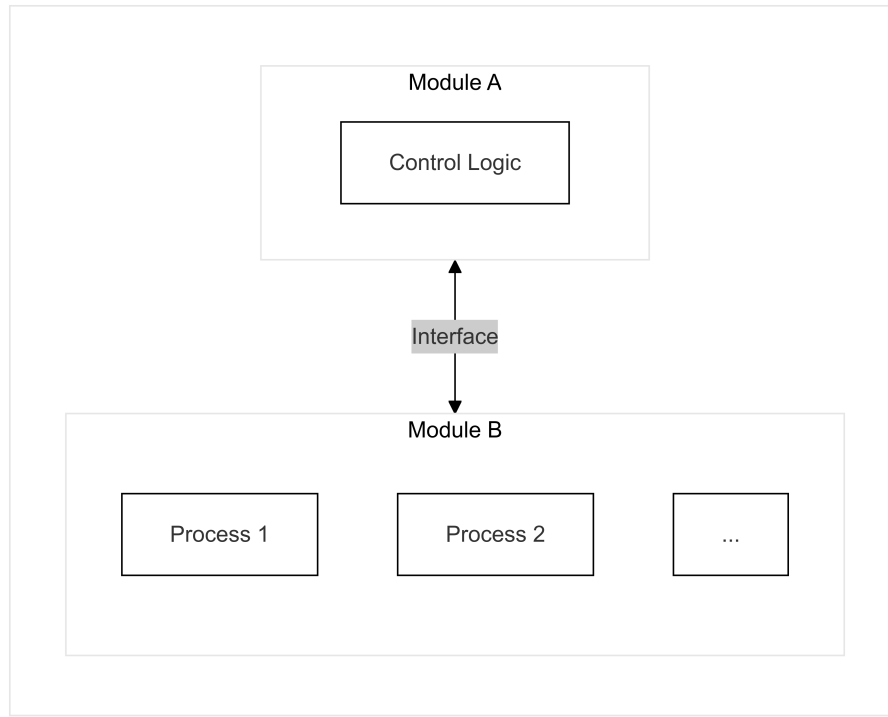 Module A
Control Logic
Interface
Module B
Process 1
Process 2
...